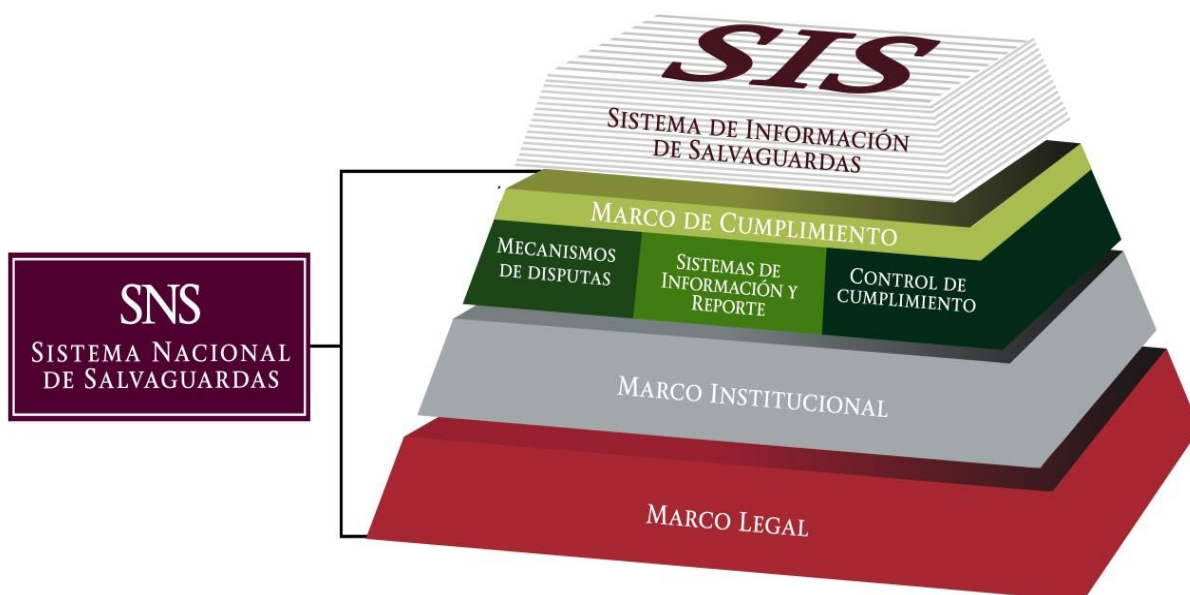 SIS
SISTEMA DE INFORMACIÓN
DE SALVAGUARDAS
MARCO DE CUMPLIMIENTO
MECANISMOS
DE DISPUTAS
SISTEMAS DE
INFORMACIÓN Y
REPORTE
CONTROL DE
CUMPLIMIENTO
SNS
SISTEMA NACIONAL
DE SALVAGUARDAS
MARCO INSTITUCIONAL
MARCO LEGAL